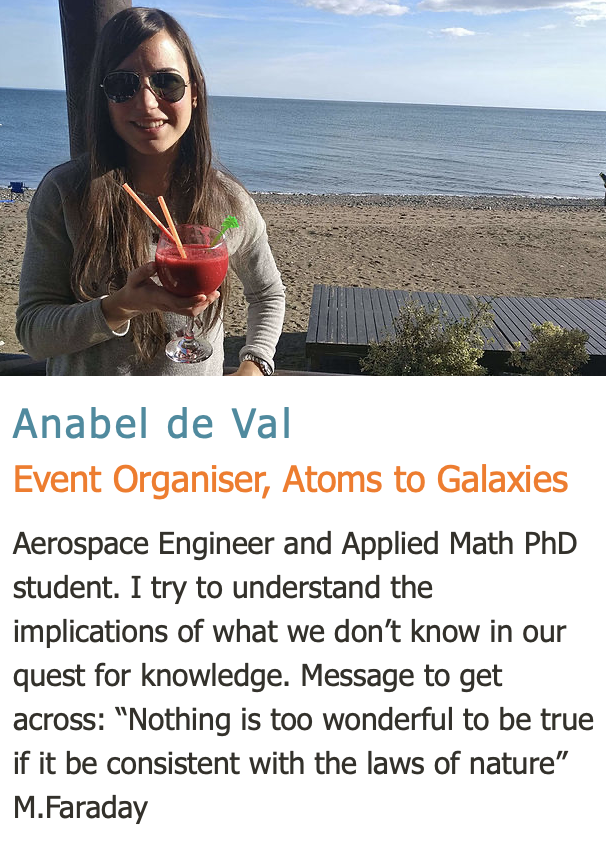 Anabel de Val
Event Organiser, Atoms to Galaxies
Aerospace Engineer and Applied Math PhD
student. I try to understand the
implications of what we don’t know in our
quest for knowledge. Message to get
across: “Nothing is too wonderful to be true
if it be consistent with the laws of nature”
M.Faraday